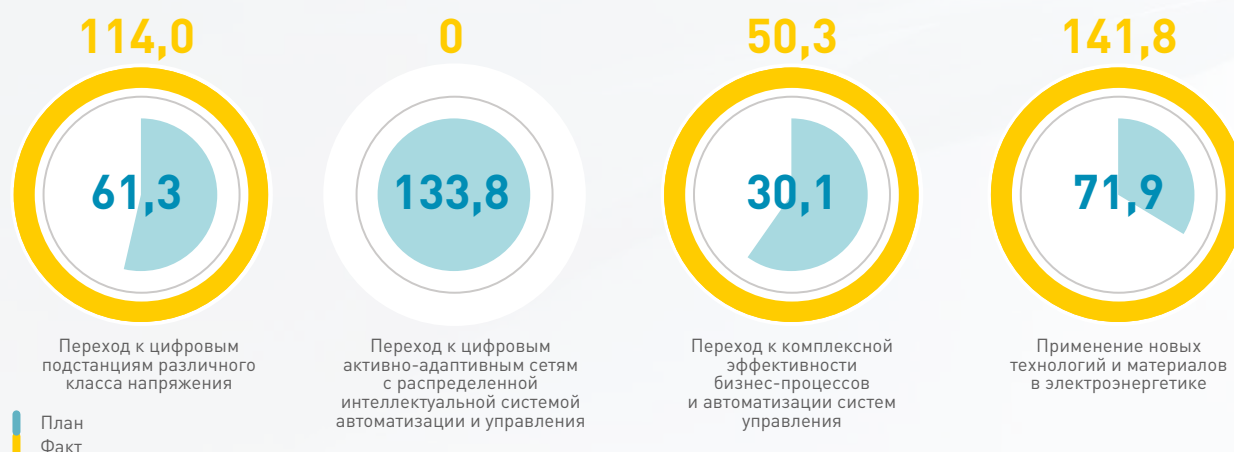 114,0
61,3
Переход к цифровым
подстанциям различного
класса напряжения
0
133,8
Переход к цифровым
активно-адаптивным сетям
с распределенной
интеллектуальной системой
автоматизации и управления
50,3
30,1
Переход к комплексной
эффективности
бизнес-процессов
и автоматизации систем
управления
141,8
71,9
Применение новых
технологий и материалов
в электроэнергетике
План
Факт